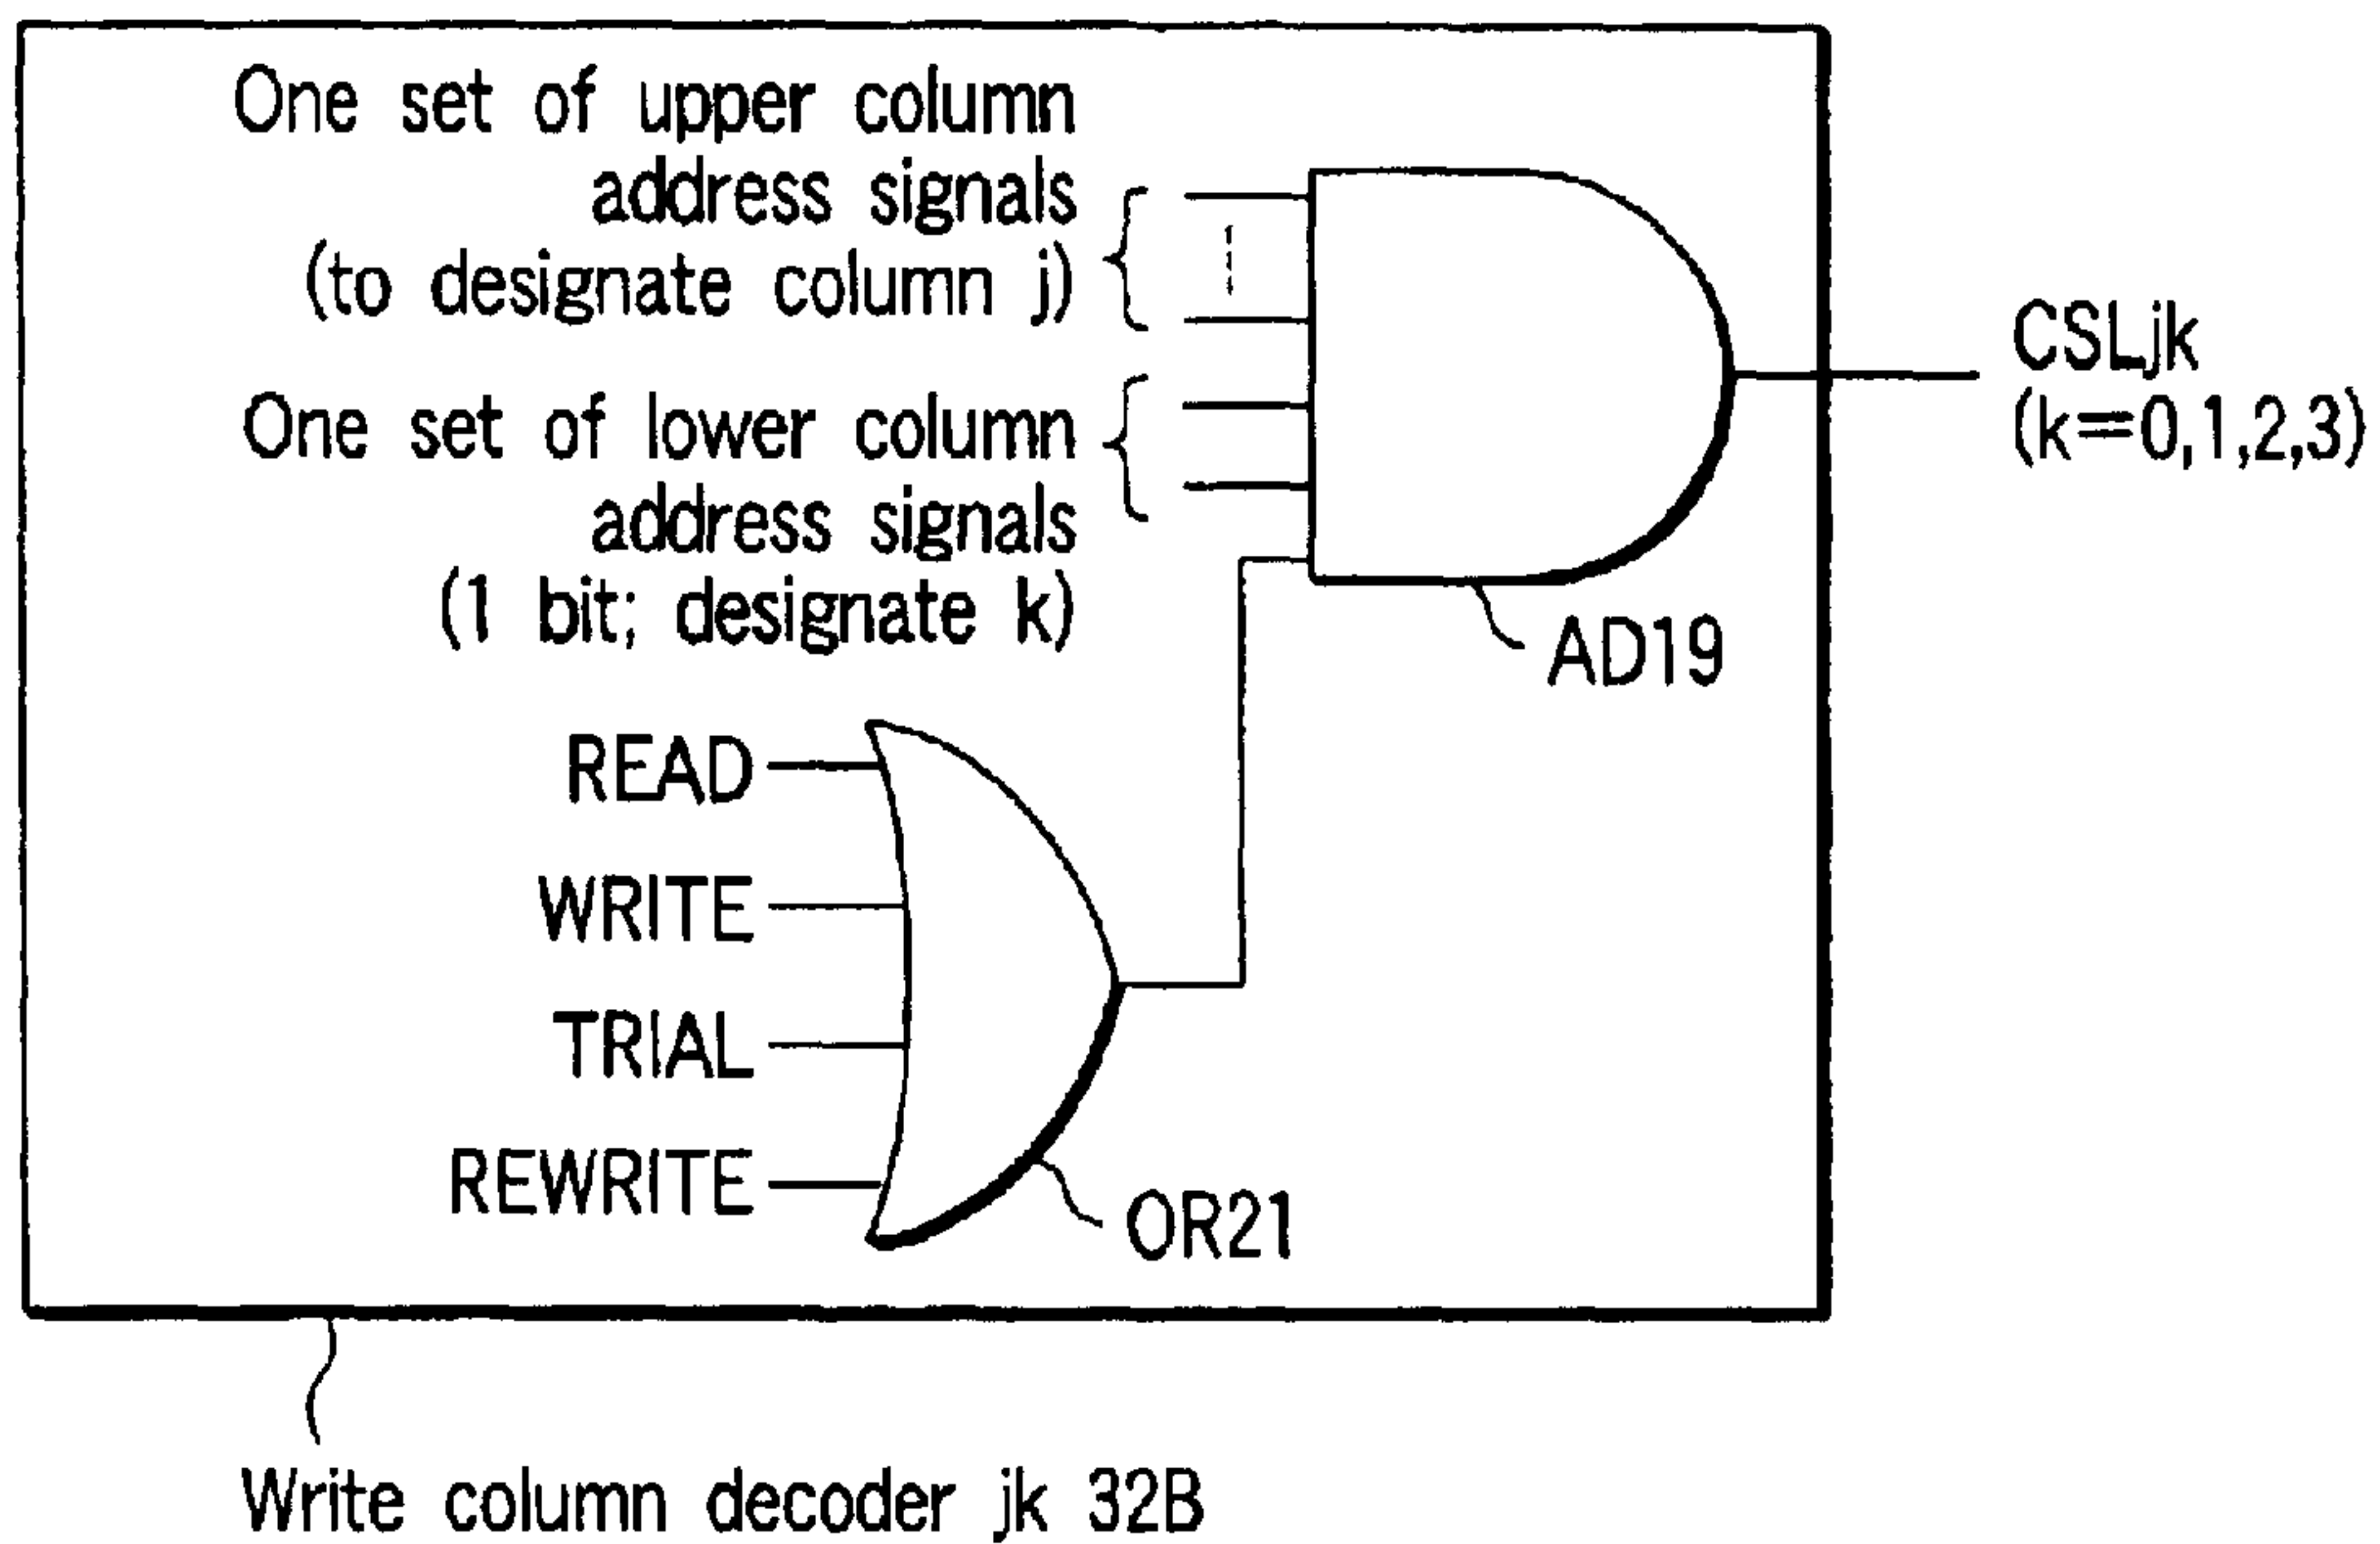 One set of upper column
address signals
(to designate column j)
One set of lower column
address signals
(1 bit; designate k)
CSLjk
(k=0,1,2,3)
AD19
READ
WRITE
TRIAL
REWRITE
OR21
Write column decoder jk 32B